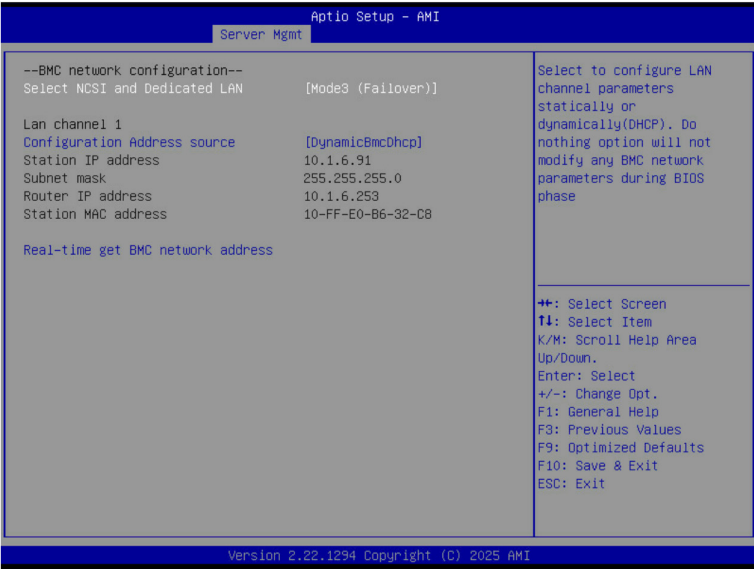 Aptio Setup – AMI
Server Mgmt
--BMC network configuration--
Select NCSI and Dedicated LAN [Mode3 (Failover)]
Lan channel 1
Configuration Address source [DynamicBmcDhcp]
Station IP address 10.1.6.91
Subnet mask 255.255.255.0
Router IP address 10.1.6.253
Station MAC address 10-FF-E0-B6-32-C8
Real-time get BMC network address
Select to configure LAN
channel parameters
statically or
dynamically(DHCP). Do
nothing option will not
modify any BMC network
parameters during BIOS
phase
→←: Select Screen
↑↓: Select Item
K/M: Scroll Help Area
Up/Down.
Enter: Select
+/-: Change Opt.
F1: General Help
F3: Previous Values
F9: Optimized Defaults
F10: Save & Exit
ESC: Exit
Version 2.22.1294 Copyright (C) 2025 AMI